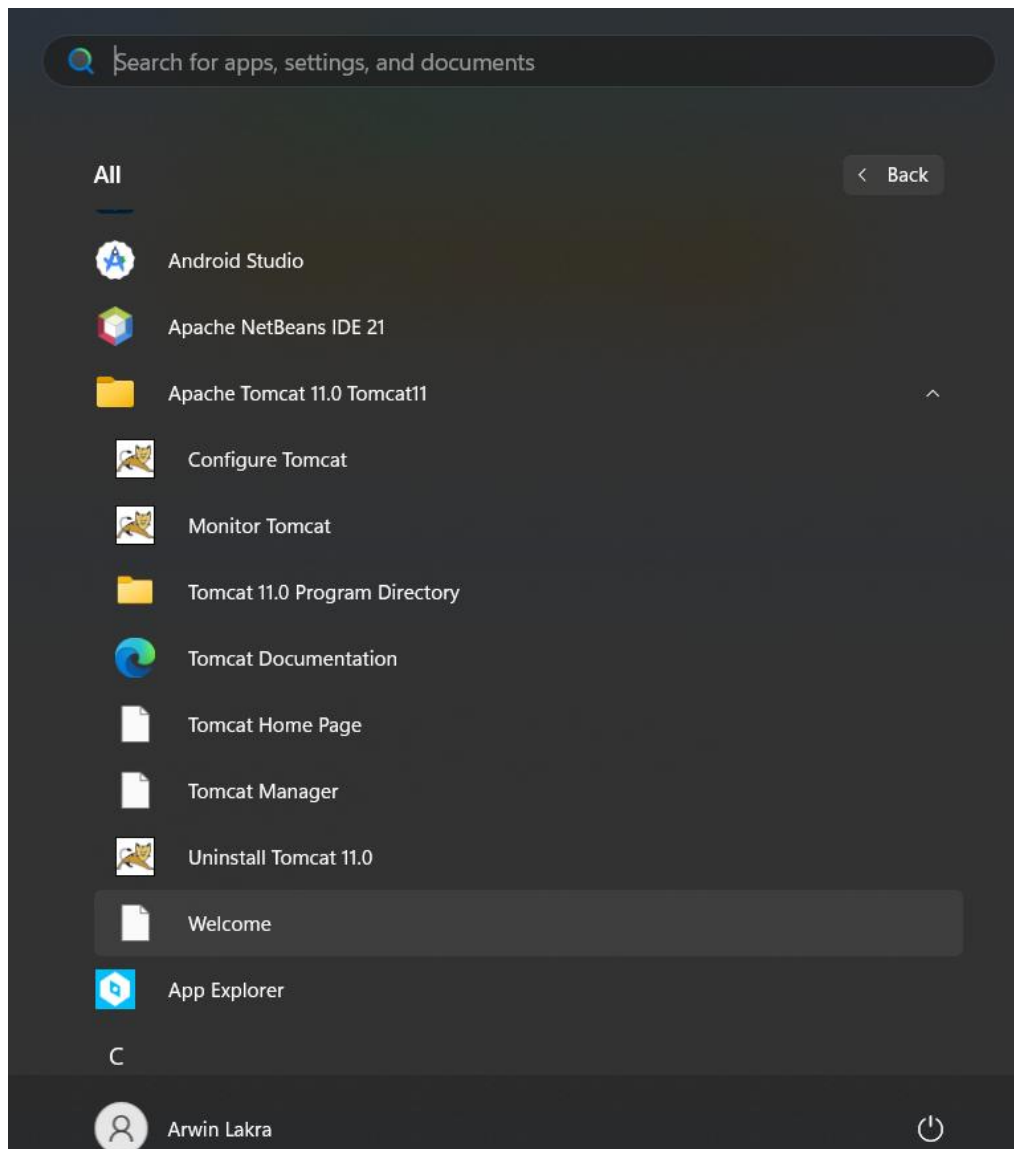 Search for apps, settings, and documents
All
Back
Android Studio
Apache NetBeans IDE 21
Apache Tomcat 11.0 Tomcat11
Configure Tomcat
Monitor Tomcat
Tomcat 11.0 Program Directory
Tomcat Documentation
Tomcat Home Page
Tomcat Manager
Uninstall Tomcat 11.0
Welcome
App Explorer
C
Arwin Lakra